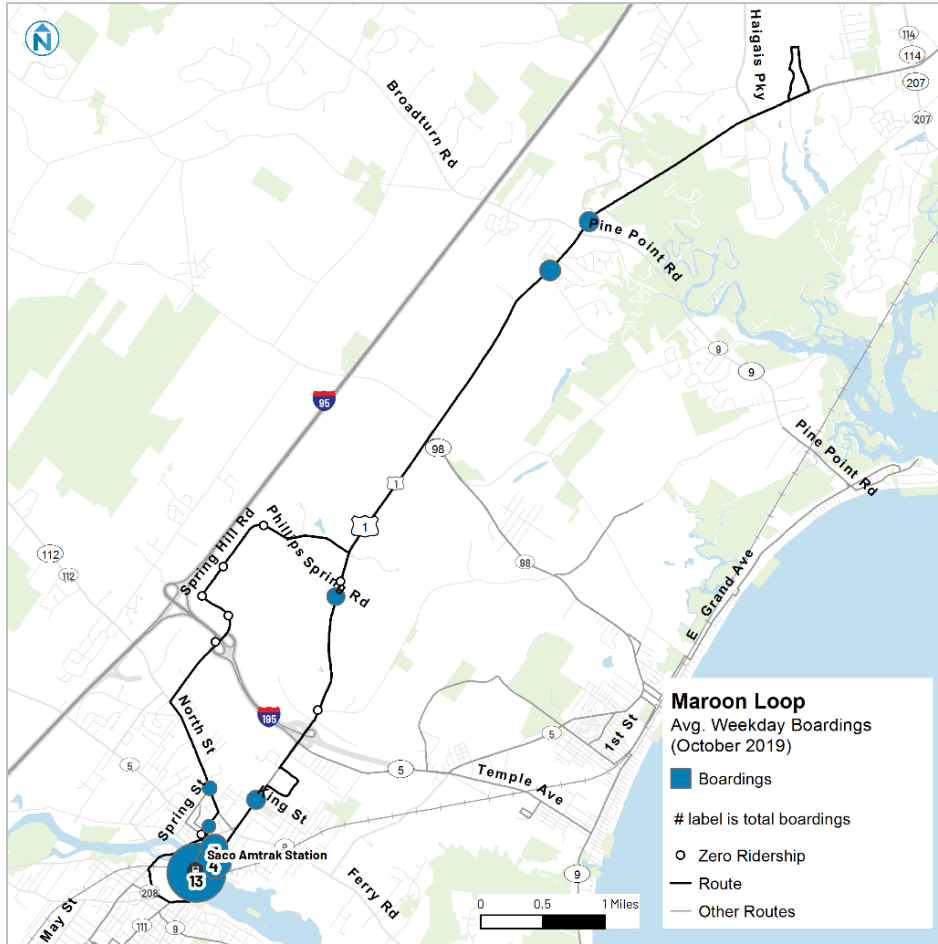 N
Haigais Pky
114
114
207
207
Broadturn Rd
Pine Point Rd
9
9
95
98
Pine Point Rd
1
1
Spring Hill Rd
Phillips Spring Rd
112
112
98
E Grand Ave
195
North St
1st St
5
5
5
Temple Ave
Spring St
King St
9
Saco Amtrak Station
4
13
Ferry Rd
208
May St
111
9
9
0 0.5 1 Miles
Maroon Loop
Avg. Weekday Boardings
(October 2019)
Boardings
# label is total boardings
Zero Ridership
Route
Other Routes